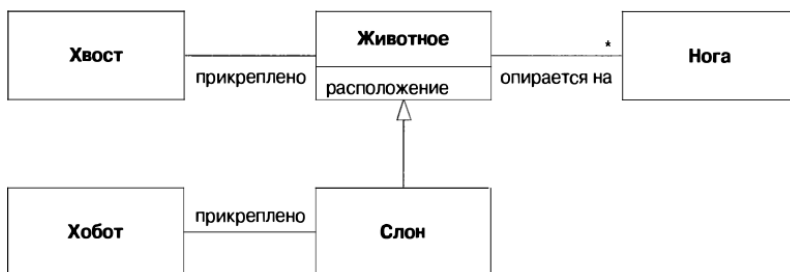 Хвост
прикреплено
Животное
расположение
*
опирается на
Нога
Хобот
прикреплено
Слон